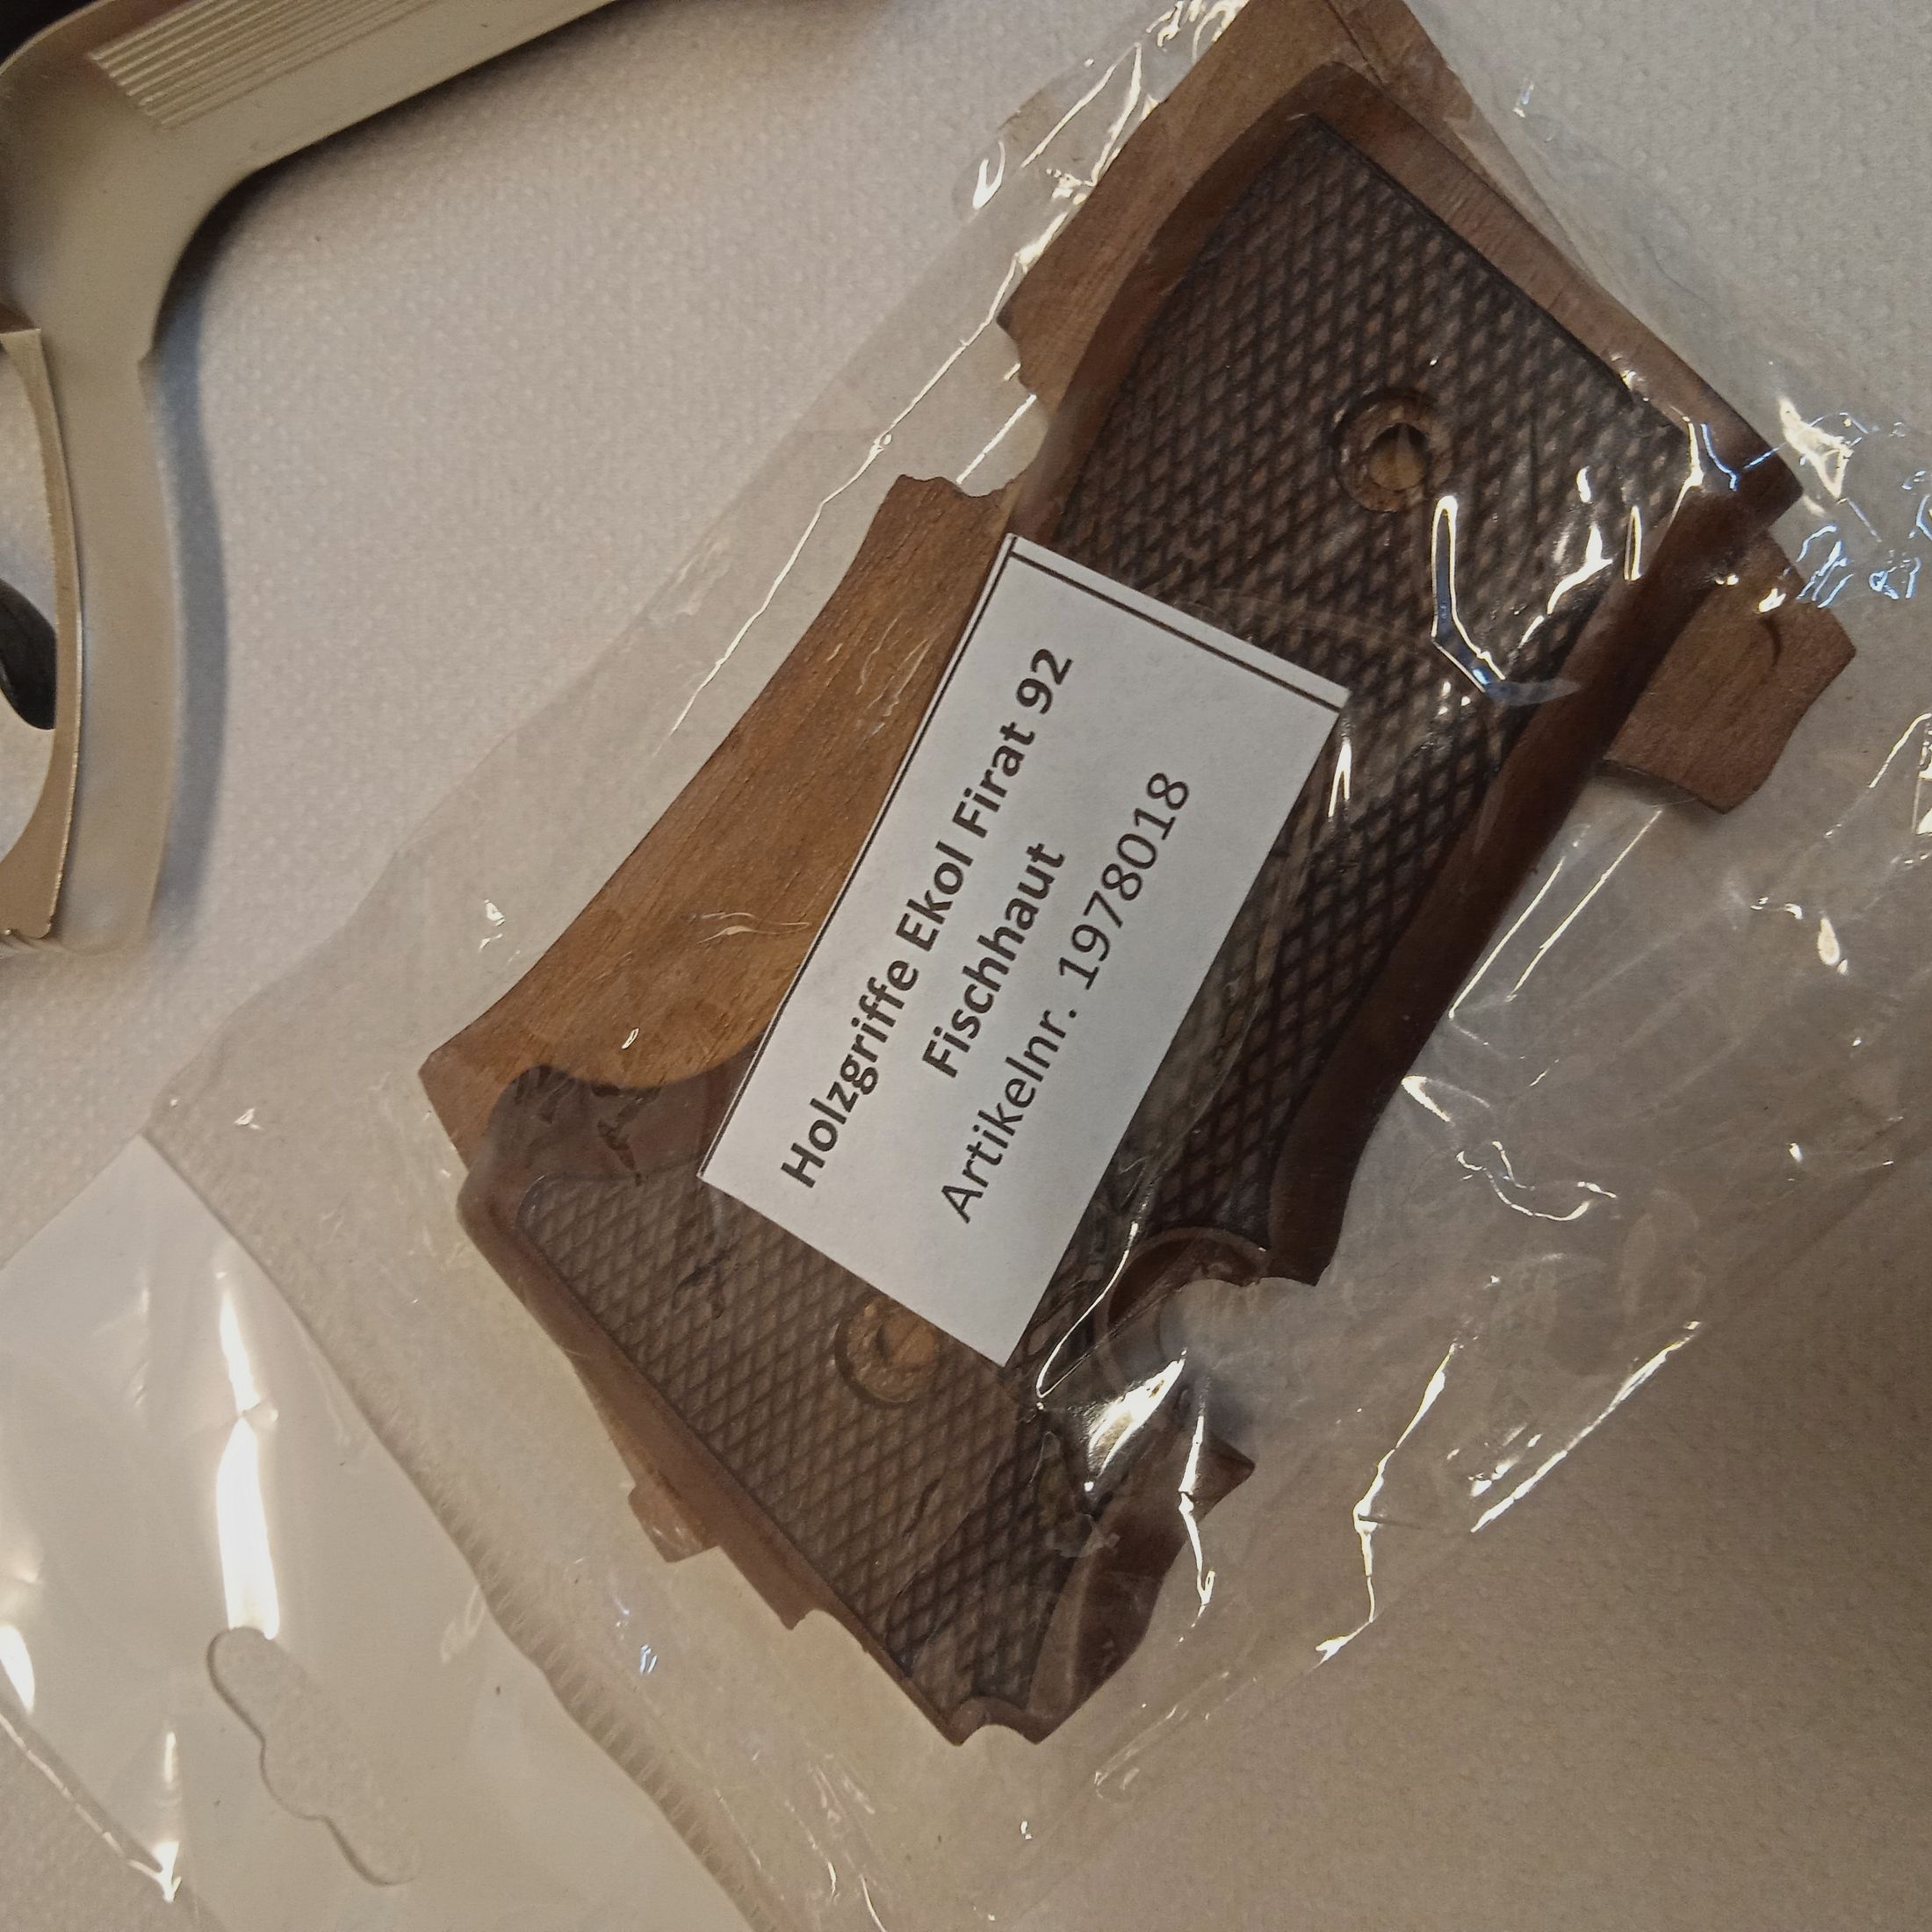 Holzgriffe Ekol Firat 92
Fischhaut
Artikelnr. 1978018